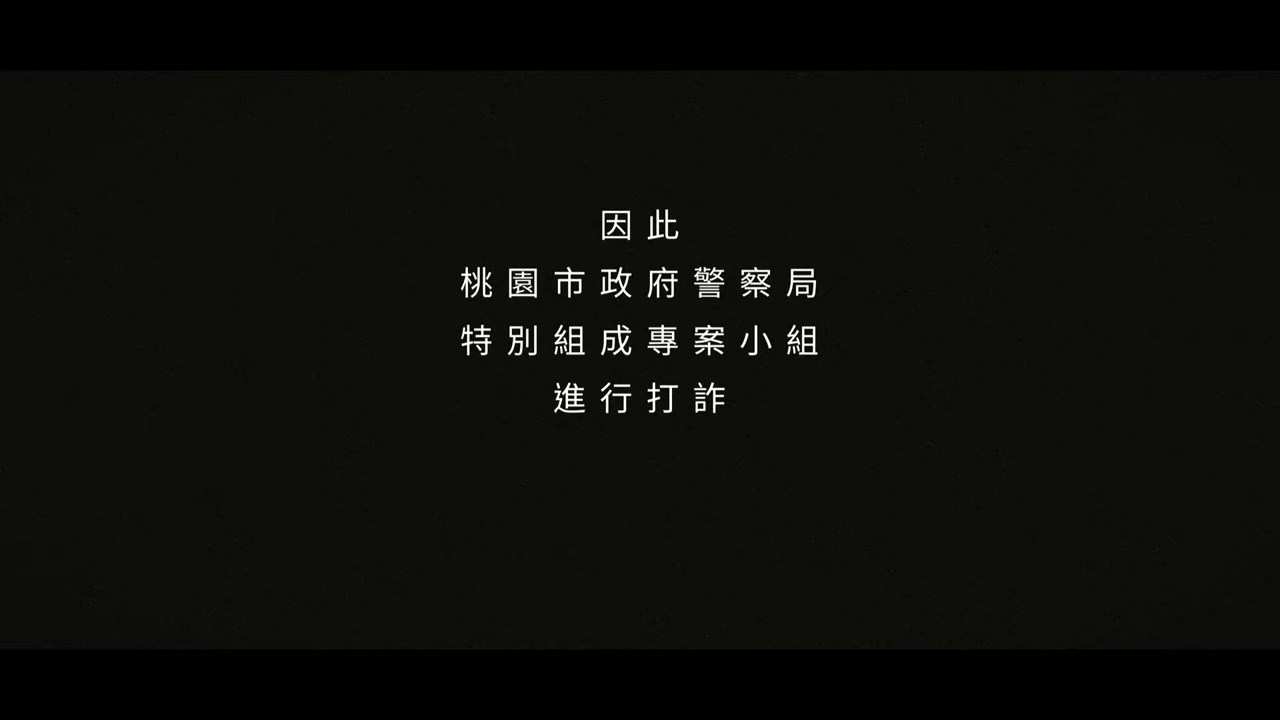 因此
桃園市政府警察局
特別組成專案小組
進行打詐